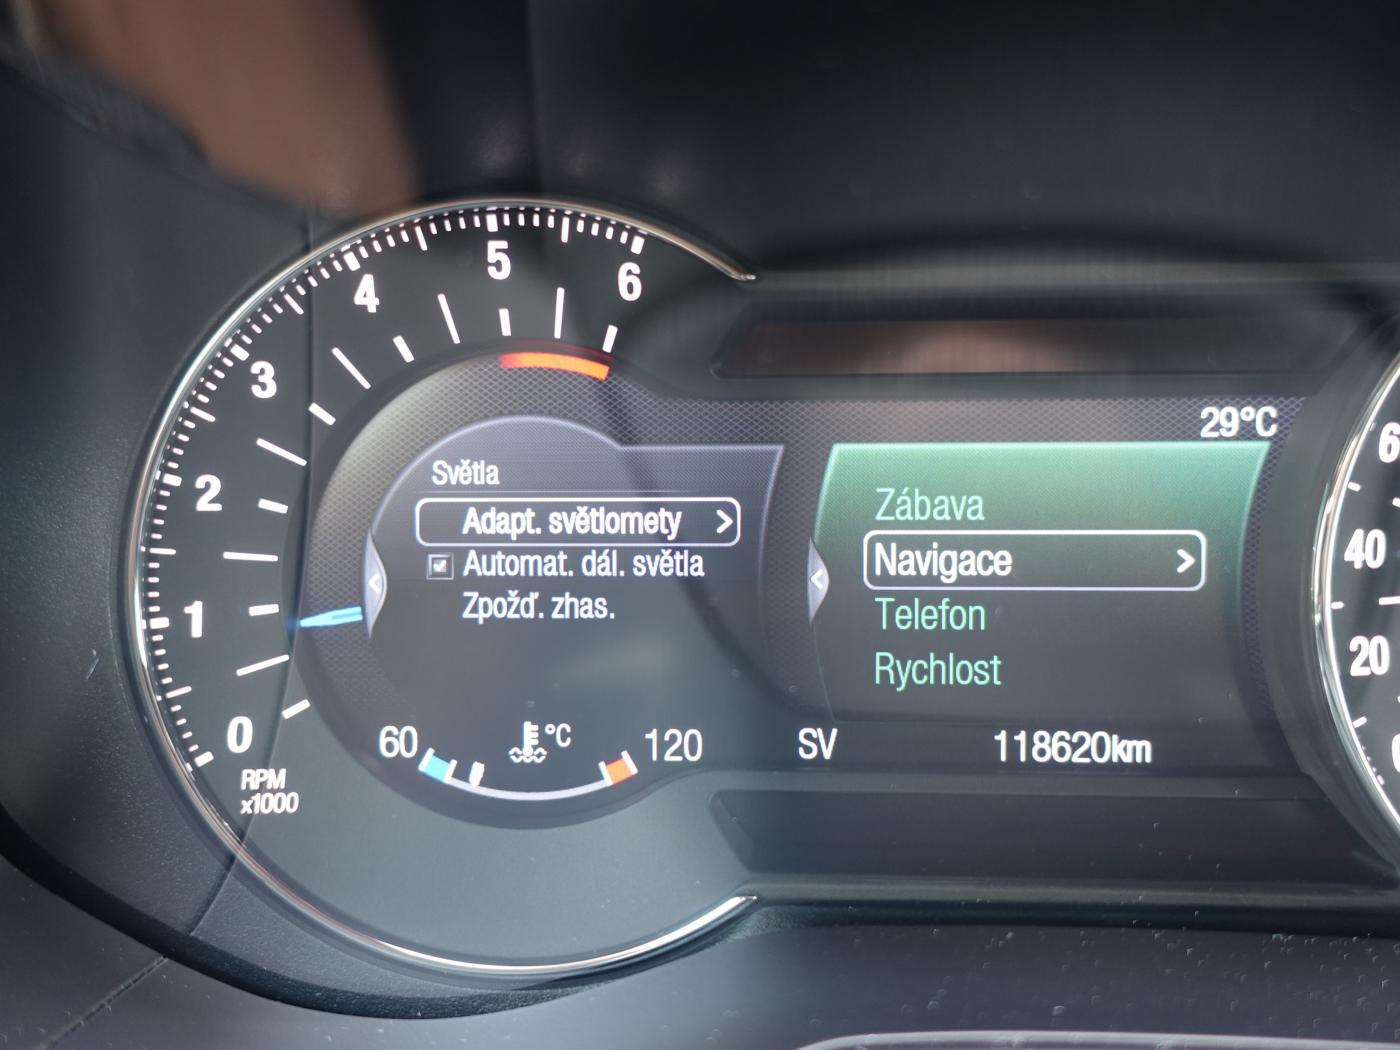 0
1
2
3
4
5
6
RPM
x1000
Světla
Adapt. světlomety >
Automat. dál. světla
Zpožď. zhas.
60 °C 120
29°C
Zábava
Navigace >
Telefon
Rychlost
SV 118620km
40
20